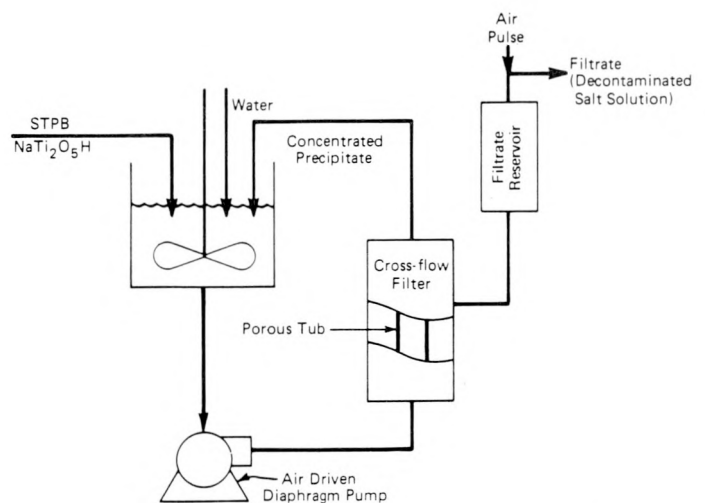 Air
Pulse
Filtrate
(Decontaminated
Salt Solution)
Water
STPB
NaTi₂O₅H
Concentrated
Precipitate
Filtrate
Reservoir
Cross-flow
Filter
Porous Tub
Air Driven
Diaphragm Pump